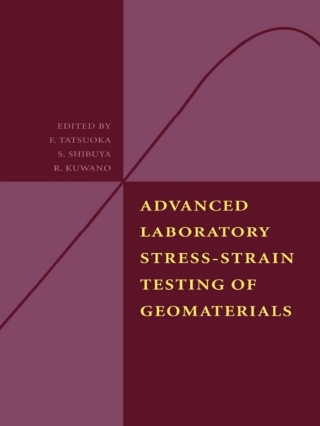 EDITED BY
F. TATSUOKA
S. SHIBUYA
R. KUWANO
ADVANCED
LABORATORY
STRESS-STRAIN
TESTING OF
GEOMATERIALS